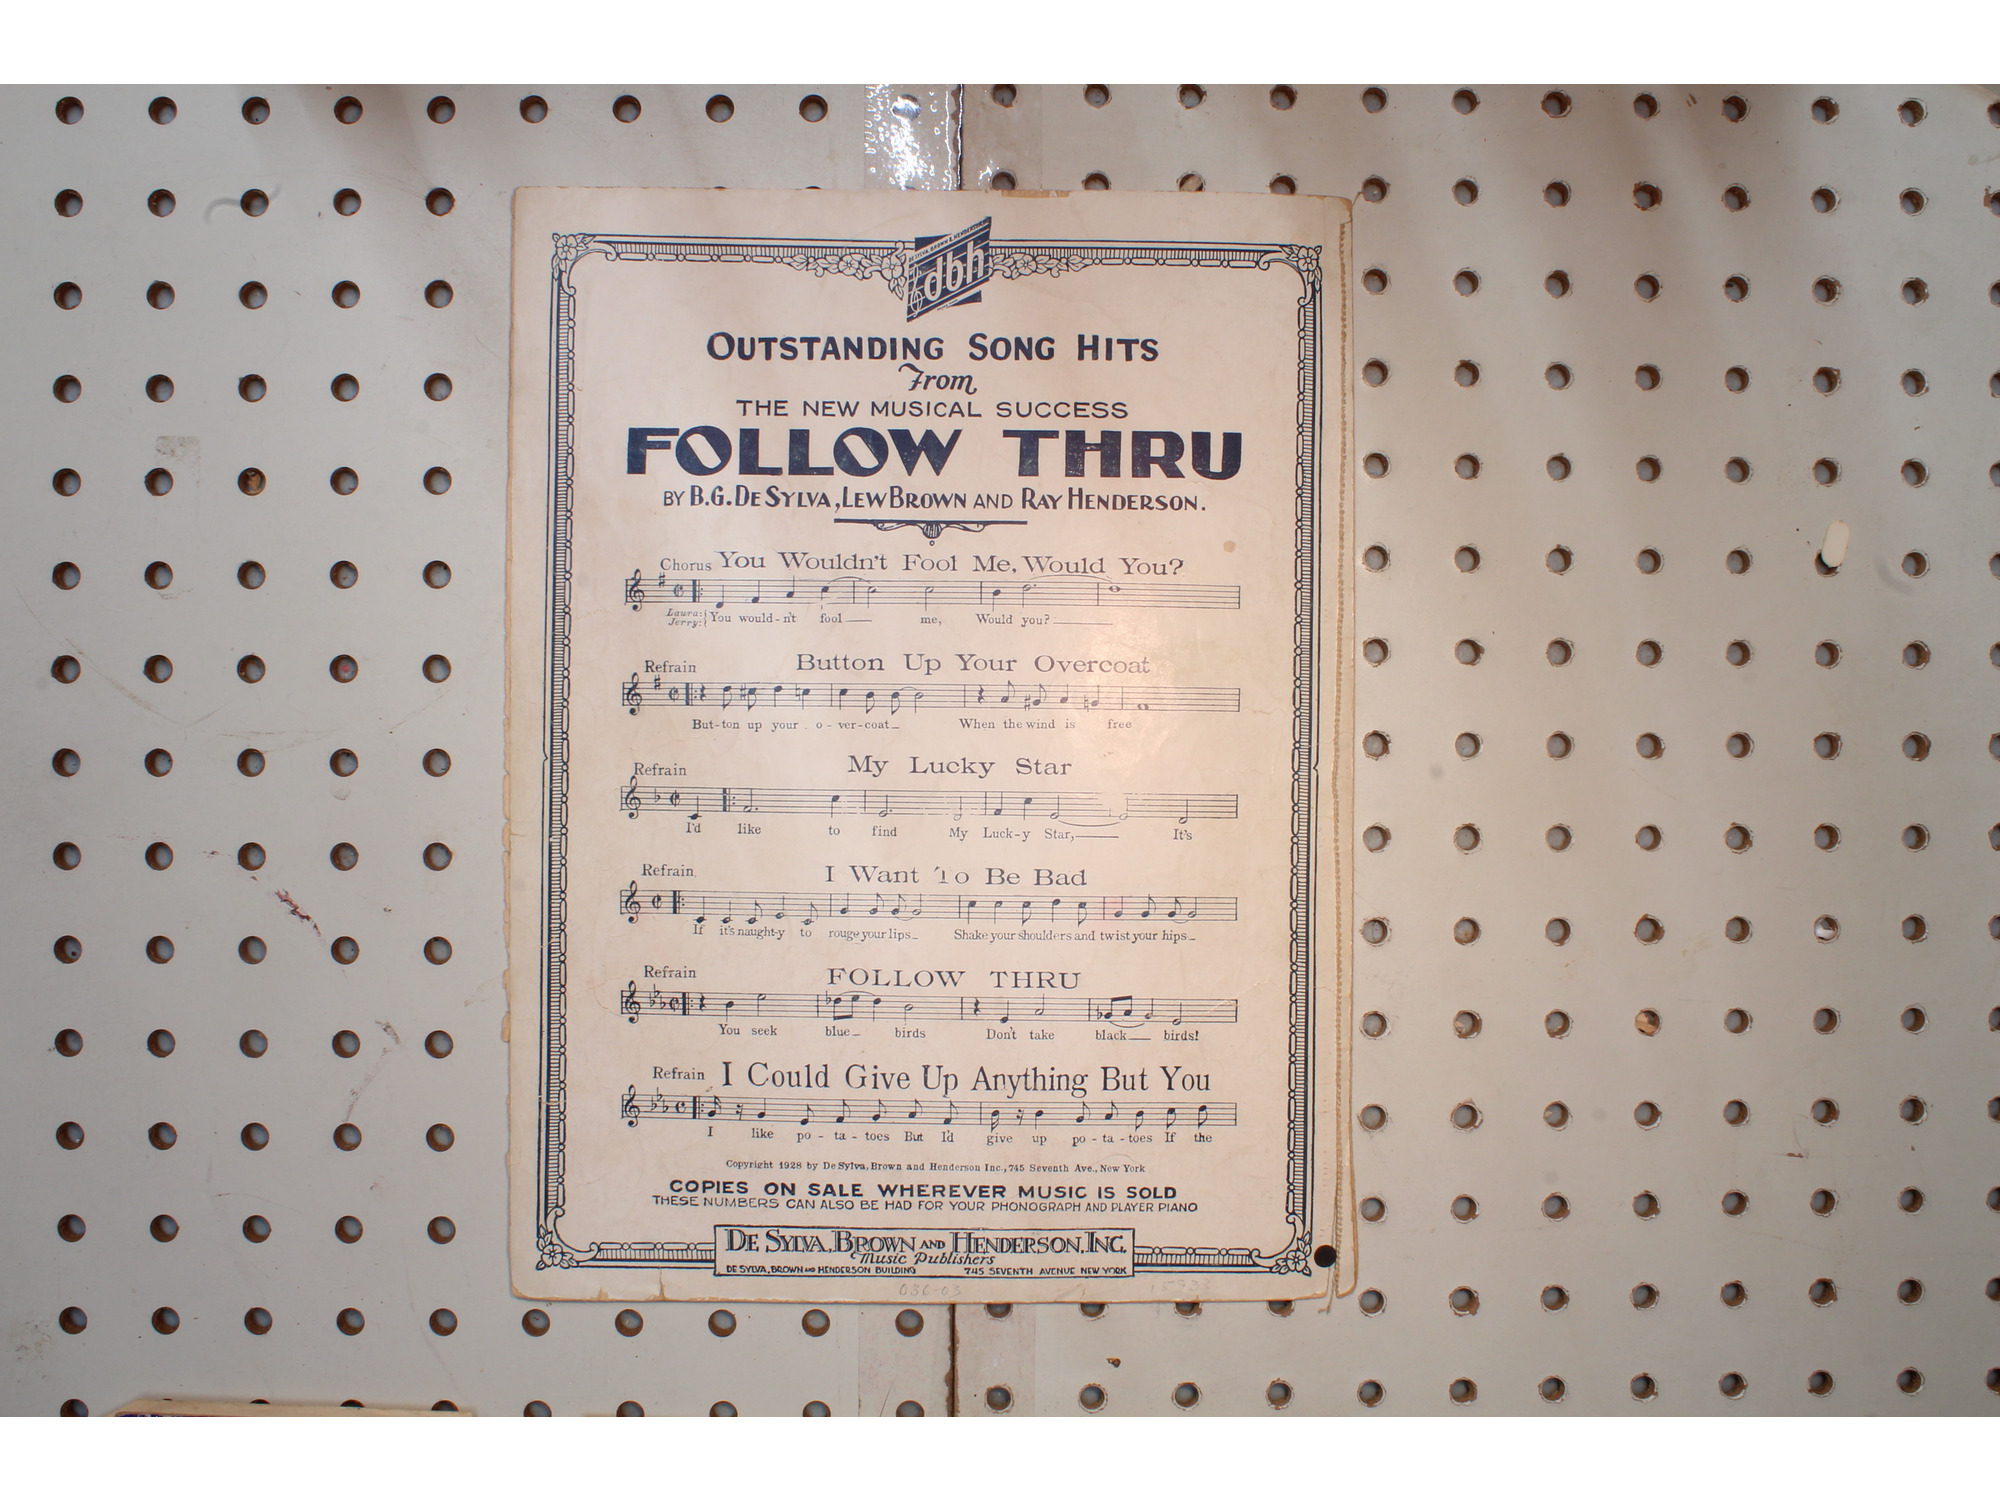 DE SYLVA, BROWN & HENDERSON INC
dbh
OUTSTANDING SONG HITS
From
THE NEW MUSICAL SUCCESS
FOLLOW THRU
BY B.G. DE SYLVA, LEW BROWN AND RAY HENDERSON.
Chorus You Wouldn't Fool Me, Would You?
Laura:
Jerry:
You would-n't fool me, Would you?
Refrain Button Up Your Overcoat
But-ton up your o-ver-coat When the wind is free
Refrain My Lucky Star
I'd like to find My Luck-y Star, It's
Refrain I Want To Be Bad
If it's naught-y to rouge your lips Shake your shoulders and twist your hips
Refrain FOLLOW THRU
You seek blue birds Don't take black birds!
Refrain I Could Give Up Anything But You
I like po-ta-toes But I'd give up po-ta-toes If the
Copyright 1928 by De Sylva, Brown and Henderson Inc., 745 Seventh Ave., New York
COPIES ON SALE WHEREVER MUSIC IS SOLD
THESE NUMBERS CAN ALSO BE HAD FOR YOUR PHONOGRAPH AND PLAYER PIANO
DE SYLVA, BROWN AND HENDERSON, INC.
Music Publishers
DE SYLVA, BROWN AND HENDERSON BUILDING 745 SEVENTH AVENUE NEW YORK
036-03